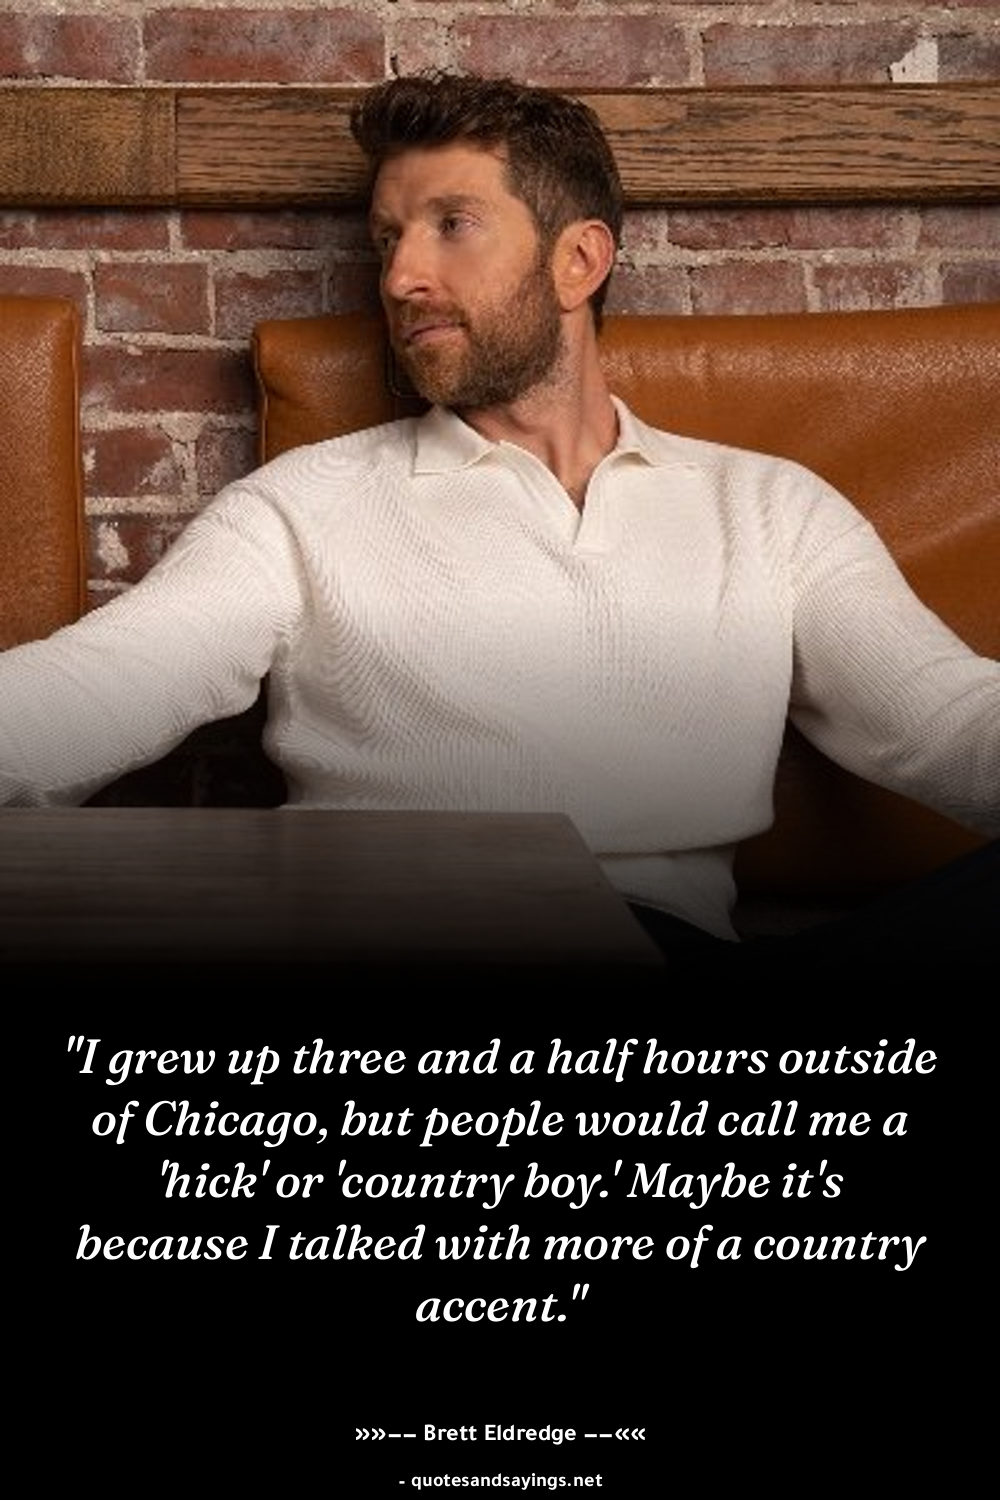 "I grew up three and a half hours outside
of Chicago, but people would call me a
'hick' or 'country boy.' Maybe it's
because I talked with more of a country
accent."
»»–– Brett Eldredge ––««
- quotesandsayings.net